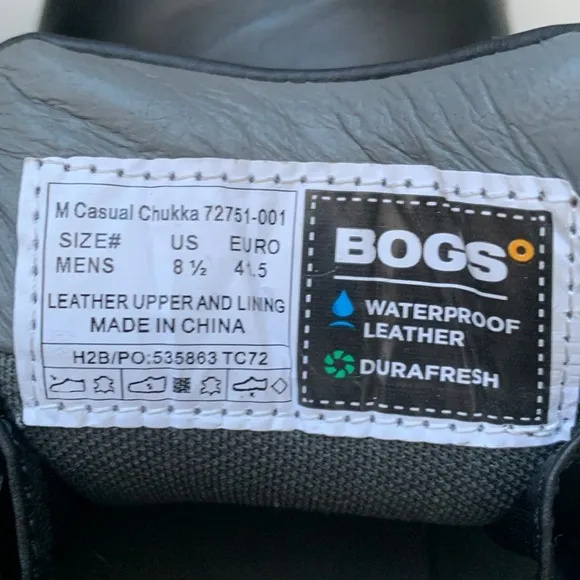 M Casual Chukka 72751-001
SIZE# US EURO
MENS 8 ½ 41.5
LEATHER UPPER AND LINING
MADE IN CHINA
H2B/PO:535863 TC72
BOGS
WATERPROOF
LEATHER
DURAFRESH